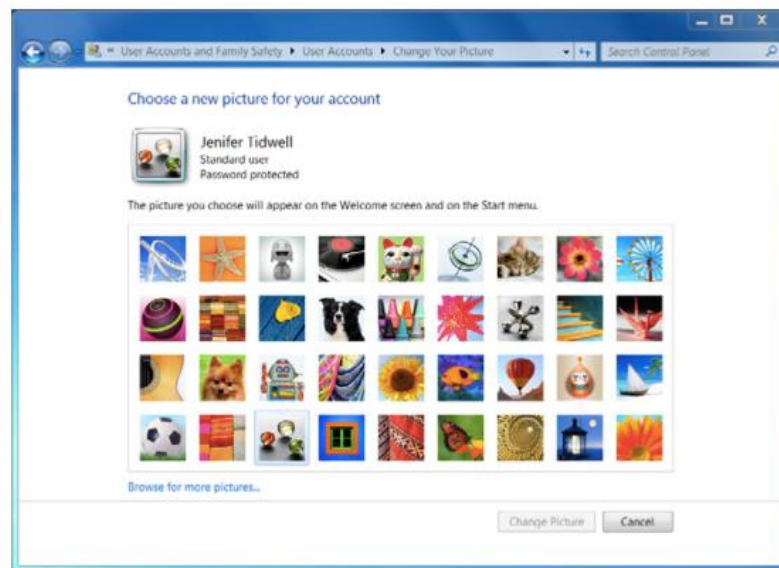 « User Accounts and Family Safety ▸ User Accounts ▸ Change Your Picture
Search Control Panel
Choose a new picture for your account
Jenifer Tidwell
Standard user
Password protected
The picture you choose will appear on the Welcome screen and on the Start menu.
Browse for more pictures...
Change Picture
Cancel